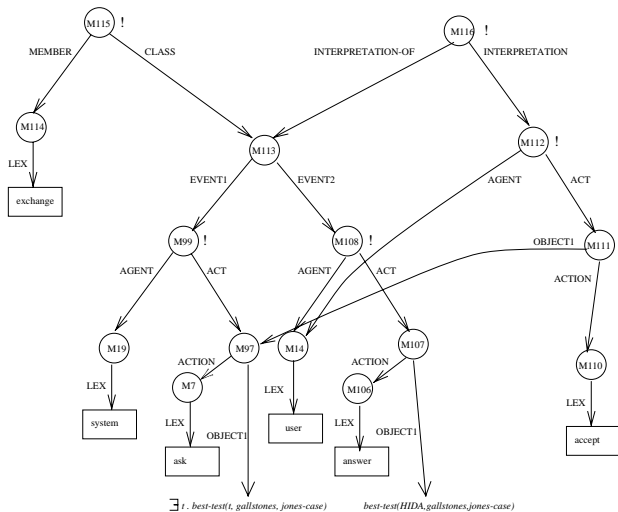 M115 !
M116 !
MEMBER
CLASS
INTERPRETATION-OF
INTERPRETATION
M114
M112 !
M113
LEX
AGENT
ACT
exchange
EVENT1
EVENT2
M99 !
M108 !
OBJECT1
M111
AGENT
ACT
AGENT
ACT
ACTION
M19
M97
M14
M107
ACTION
ACTION
M7
M106
M110
LEX
LEX
LEX
LEX
LEX
system
OBJECT1
user
OBJECT1
accept
ask
answer
∃ t . best-test(t, gallstones, jones-case)
best-test(HIDA,gallstones,jones-case)